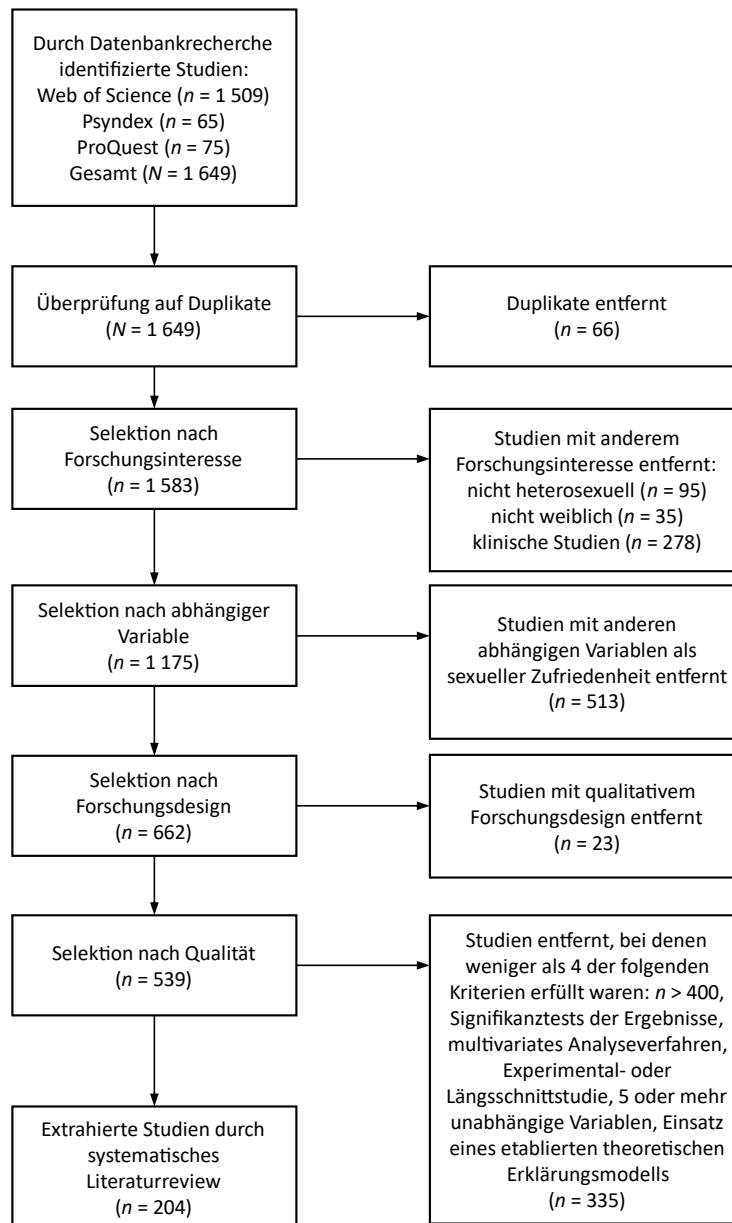 Durch Datenbankrecherche
identifizierte Studien:
Web of Science (n = 1 509)
Psyndex (n = 65)
ProQuest (n = 75)
Gesamt (N = 1 649)
Überprüfung auf Duplikate
(N = 1 649)
Duplikate entfernt
(n = 66)
Selektion nach
Forschungsinteresse
(n = 1 583)
Studien mit anderem
Forschungsinteresse entfernt:
nicht heterosexuell (n = 95)
nicht weiblich (n = 35)
klinische Studien (n = 278)
Selektion nach abhängiger
Variable
(n = 1 175)
Studien mit anderen
abhängigen Variablen als
sexueller Zufriedenheit entfernt
(n = 513)
Selektion nach
Forschungsdesign
(n = 662)
Studien mit qualitativem
Forschungsdesign entfernt
(n = 23)
Selektion nach Qualität
(n = 539)
Studien entfernt, bei denen
weniger als 4 der folgenden
Kriterien erfüllt waren: n > 400,
Signifikanztests der Ergebnisse,
multivariates Analyseverfahren,
Experimental- oder
Längsschnittstudie, 5 oder mehr
unabhängige Variablen, Einsatz
eines etablierten theoretischen
Erklärungsmodells
(n = 335)
Extrahierte Studien durch
systematisches
Literaturreview
(n = 204)